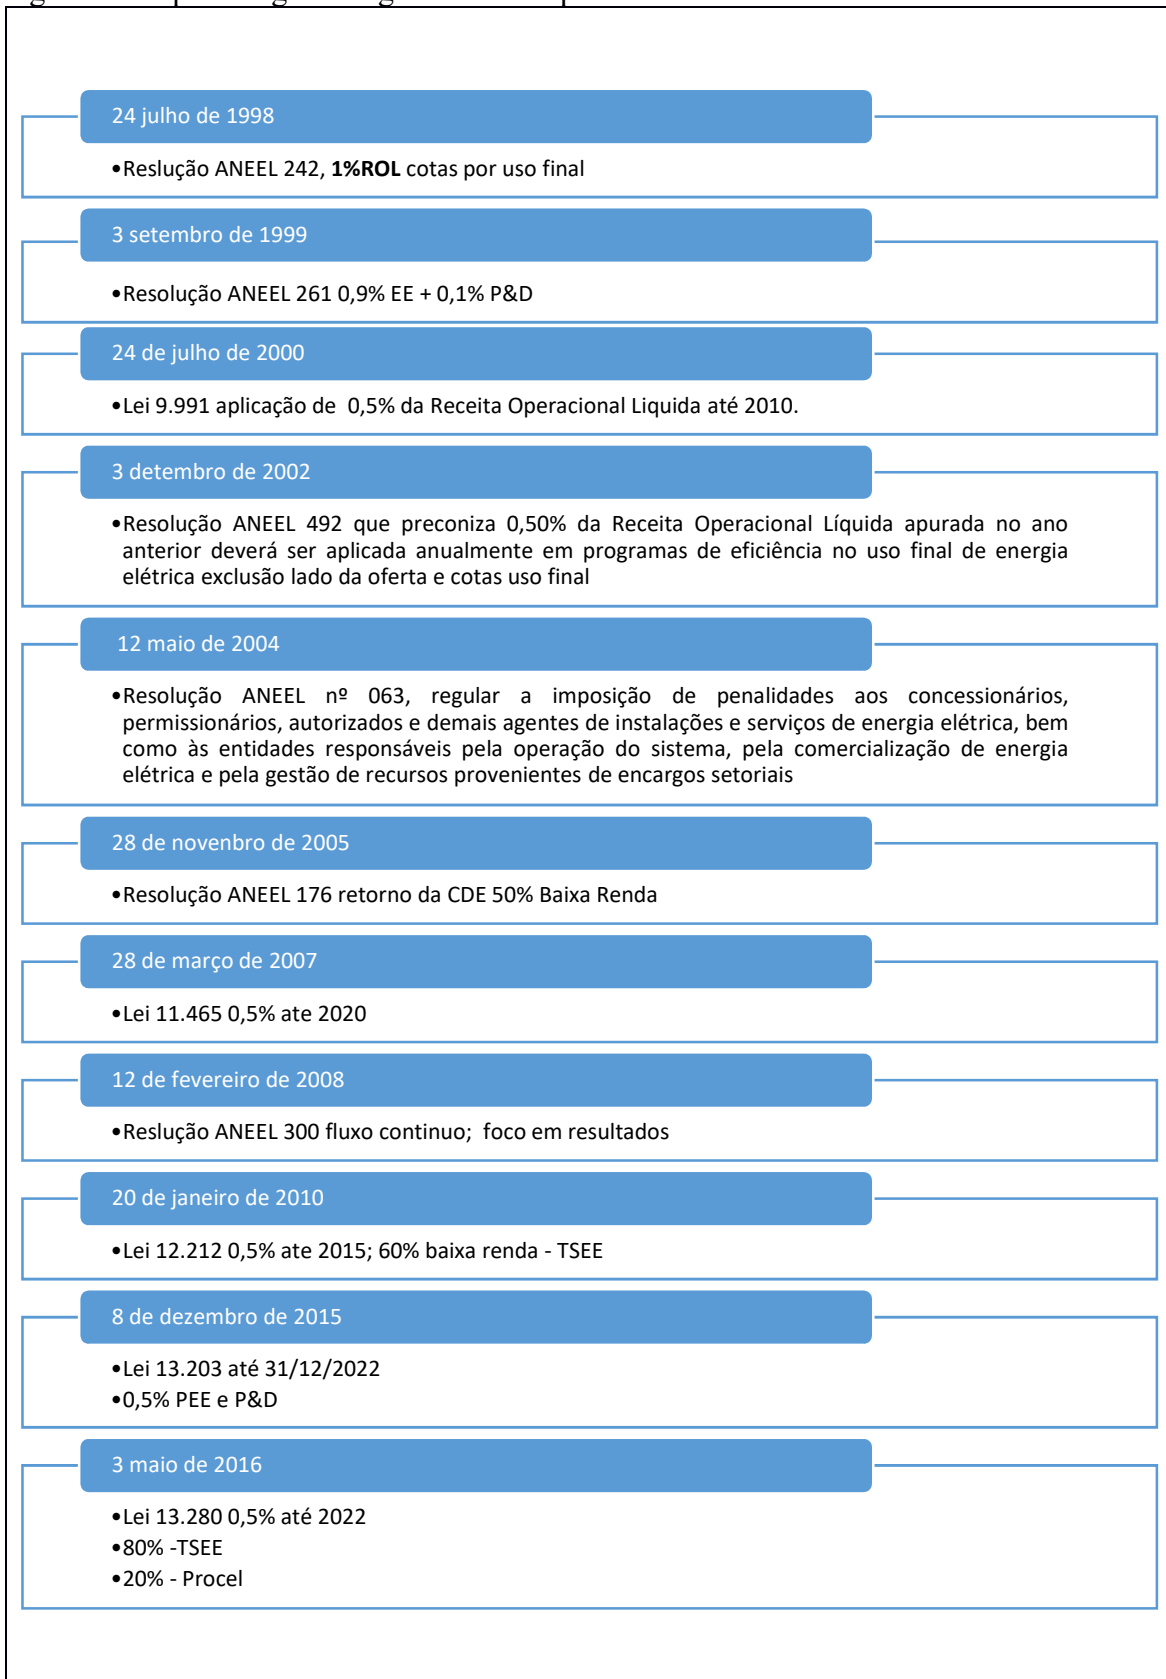 24 julho de 1998
•Reslução ANEEL 242, 1%ROL cotas por uso final
3 setembro de 1999
•Resolução ANEEL 261 0,9% EE + 0,1% P&D
24 de julho de 2000
•Lei 9.991 aplicação de 0,5% da Receita Operacional Liquida até 2010.
3 detembro de 2002
•Resolução ANEEL 492 que preconiza 0,50% da Receita Operacional Líquida apurada no ano
anterior deverá ser aplicada anualmente em programas de eficiência no uso final de energia
elétrica exclusão lado da oferta e cotas uso final
12 maio de 2004
•Resolução ANEEL nº 063, regular a imposição de penalidades aos concessionários,
permissionários, autorizados e demais agentes de instalações e serviços de energia elétrica, bem
como às entidades responsáveis pela operação do sistema, pela comercialização de energia
elétrica e pela gestão de recursos provenientes de encargos setoriais
28 de novenbro de 2005
•Resolução ANEEL 176 retorno da CDE 50% Baixa Renda
28 de março de 2007
•Lei 11.465 0,5% ate 2020
12 de fevereiro de 2008
•Reslução ANEEL 300 fluxo continuo; foco em resultados
20 de janeiro de 2010
•Lei 12.212 0,5% ate 2015; 60% baixa renda - TSEE
8 de dezembro de 2015
•Lei 13.203 até 31/12/2022
•0,5% PEE e P&D
3 maio de 2016
•Lei 13.280 0,5% até 2022
•80% -TSEE
•20% - Procel